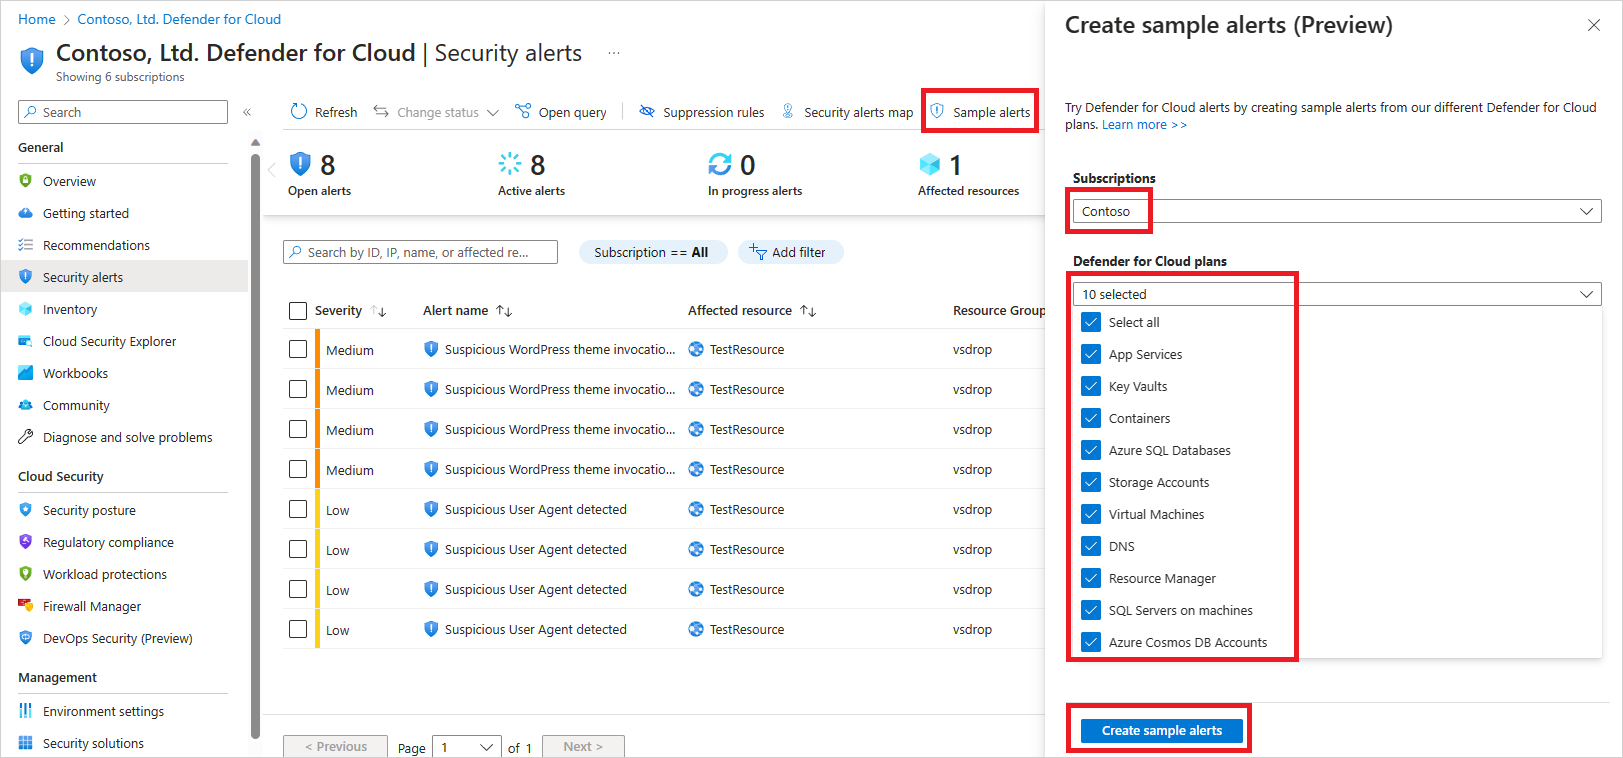 Home > Contoso, Ltd. Defender for Cloud
Contoso, Ltd. Defender for Cloud | Security alerts ...
Showing 6 subscriptions
Search «
General
Overview
Getting started
Recommendations
Security alerts
Inventory
Cloud Security Explorer
Workbooks
Community
Diagnose and solve problems
Cloud Security
Security posture
Regulatory compliance
Workload protections
Firewall Manager
DevOps Security (Preview)
Management
Environment settings
Security solutions
Refresh Change status Open query Suppression rules Security alerts map Sample alerts
8 8 0 1
Open alerts Active alerts In progress alerts Affected resources
Search by ID, IP, name, or affected re... Subscription == All Add filter
Severity ↑↓ Alert name ↑↓ Affected resource ↑↓ Resource Group
Medium Suspicious WordPress theme invocatio... TestResource vsdrop
Medium Suspicious WordPress theme invocatio... TestResource vsdrop
Medium Suspicious WordPress theme invocatio... TestResource vsdrop
Medium Suspicious WordPress theme invocatio... TestResource vsdrop
Low Suspicious User Agent detected TestResource vsdrop
Low Suspicious User Agent detected TestResource vsdrop
Low Suspicious User Agent detected TestResource vsdrop
Low Suspicious User Agent detected TestResource vsdrop
< Previous Page 1 of 1 Next >
Create sample alerts (Preview)
Try Defender for Cloud alerts by creating sample alerts from our different Defender for Cloud
plans. Learn more >>
Subscriptions
Contoso
Defender for Cloud plans
10 selected
Select all
App Services
Key Vaults
Containers
Azure SQL Databases
Storage Accounts
Virtual Machines
DNS
Resource Manager
SQL Servers on machines
Azure Cosmos DB Accounts
Create sample alerts